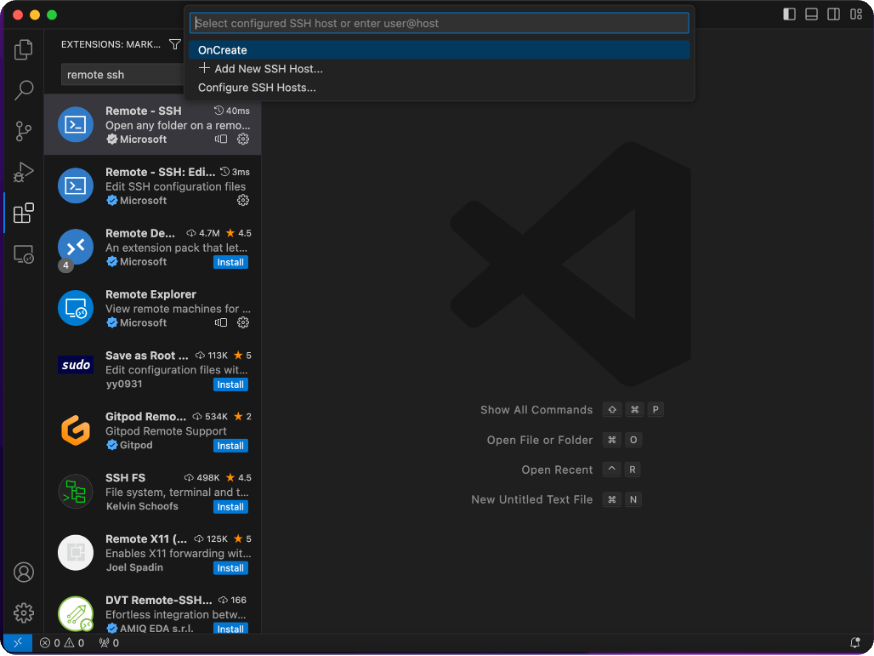 Select configured SSH host or enter user@host
OnCreate
Add New SSH Host...
Configure SSH Hosts...
EXTENSIONS: MARK...
remote ssh
Remote - SSH 40ms
Open any folder on a remo...
Microsoft
Remote - SSH: Edi... 3ms
Edit SSH configuration files
Microsoft
Remote De... 4.7M 4.5
An extension pack that let...
4 Microsoft Install
Remote Explorer
View remote machines for ...
Microsoft
Save as Root ... 113K 5
sudo
Edit configuration files wit...
yy0931 Install
Gitpod Remo... 534K 2
Gitpod Remote Support
Gitpod Install
SSH FS 498K 4.5
File system, terminal and t...
Kelvin Schoofs Install
Remote X11 (... 125K 5
Enables X11 forwarding wit...
Joel Spadin Install
DVT Remote-SSH... 166
Efortless integration betw...
AMIQ EDA s.r.l. Install
Show All Commands ⇧ ⌘ P
Open File or Folder ⌘ O
Open Recent ^ R
New Untitled Text File ⌘ N
0 0 0